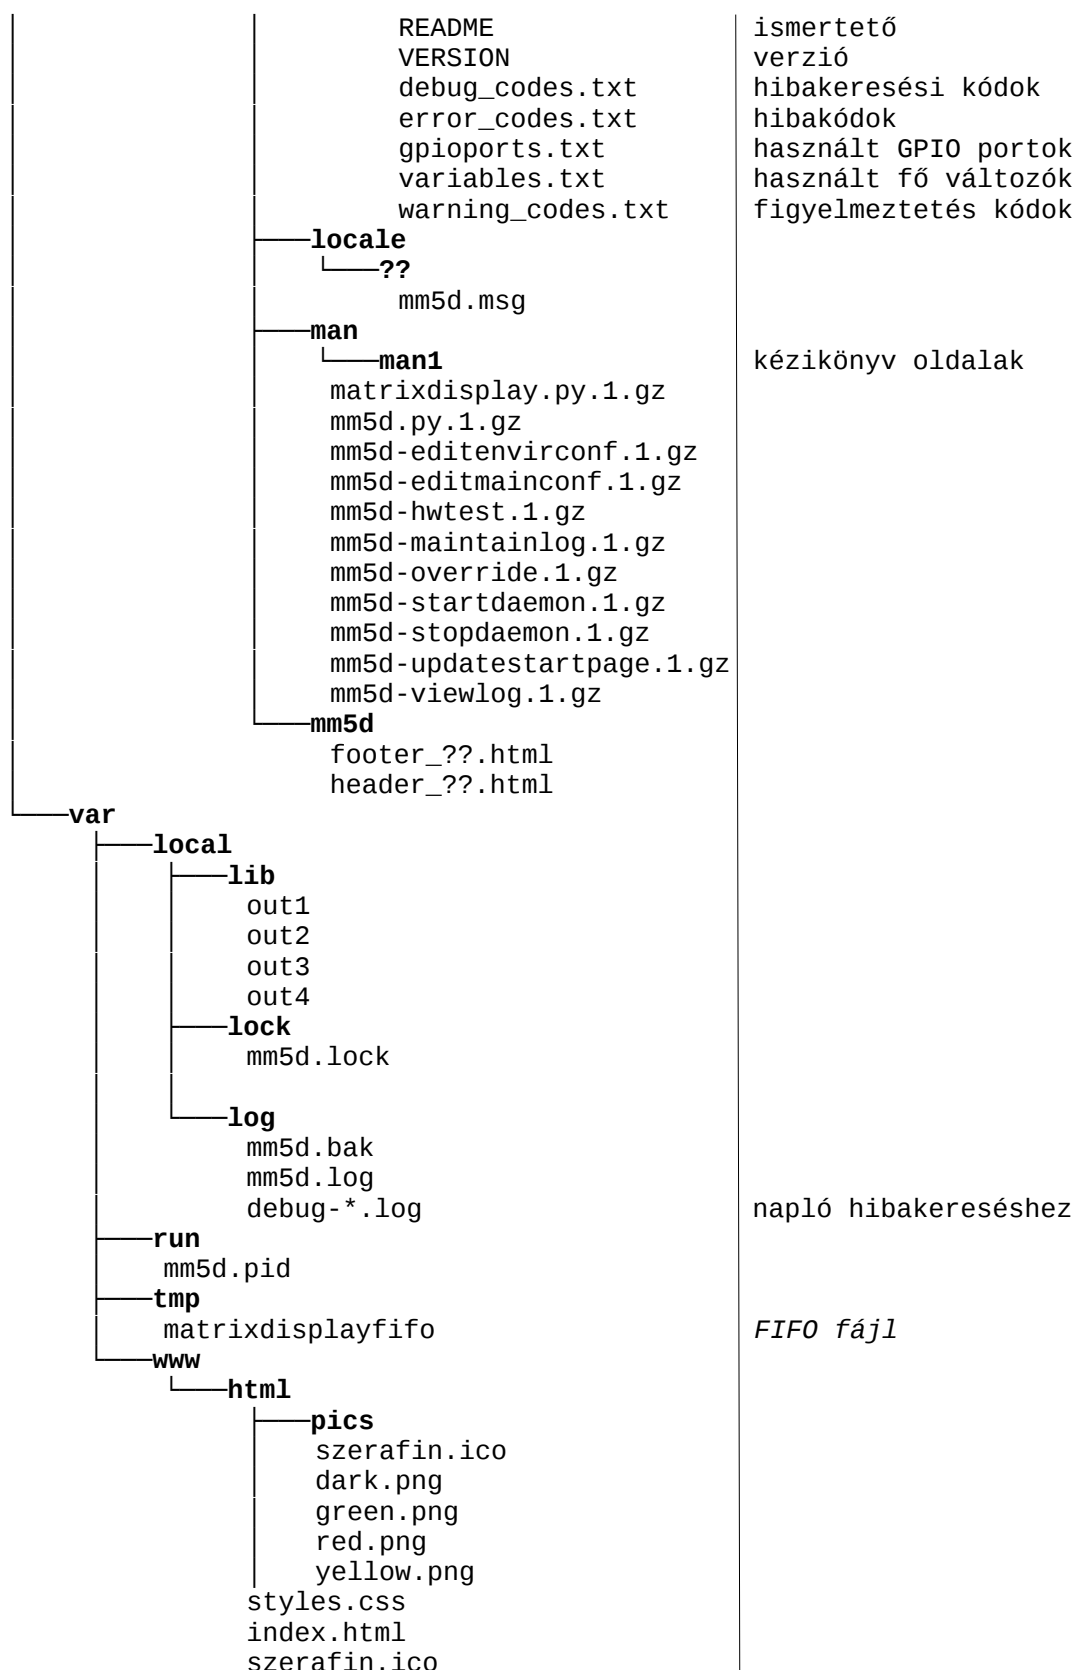 README ismertető
VERSION verzió
debug_codes.txt hibakeresési kódok
error_codes.txt hibakódok
gpioports.txt használt GPIO portok
variables.txt használt fő változók
warning_codes.txt figyelmeztetés kódok
locale
??
mm5d.msg
man
man1 kézikönyv oldalak
matrixdisplay.py.1.gz
mm5d.py.1.gz
mm5d-editenvirconf.1.gz
mm5d-editmainconf.1.gz
mm5d-hwtest.1.gz
mm5d-maintainlog.1.gz
mm5d-override.1.gz
mm5d-startdaemon.1.gz
mm5d-stopdaemon.1.gz
mm5d-updatestartpage.1.gz
mm5d-viewlog.1.gz
mm5d
footer_??.html
header_??.html
var
local
lib
out1
out2
out3
out4
lock
mm5d.lock
log
mm5d.bak
mm5d.log
debug-*.log napló hibakereséshez
run
mm5d.pid
tmp
matrixdisplayfifo FIFO fájl
www
html
pics
szerafin.ico
dark.png
green.png
red.png
yellow.png
styles.css
index.html
szerafin.ico